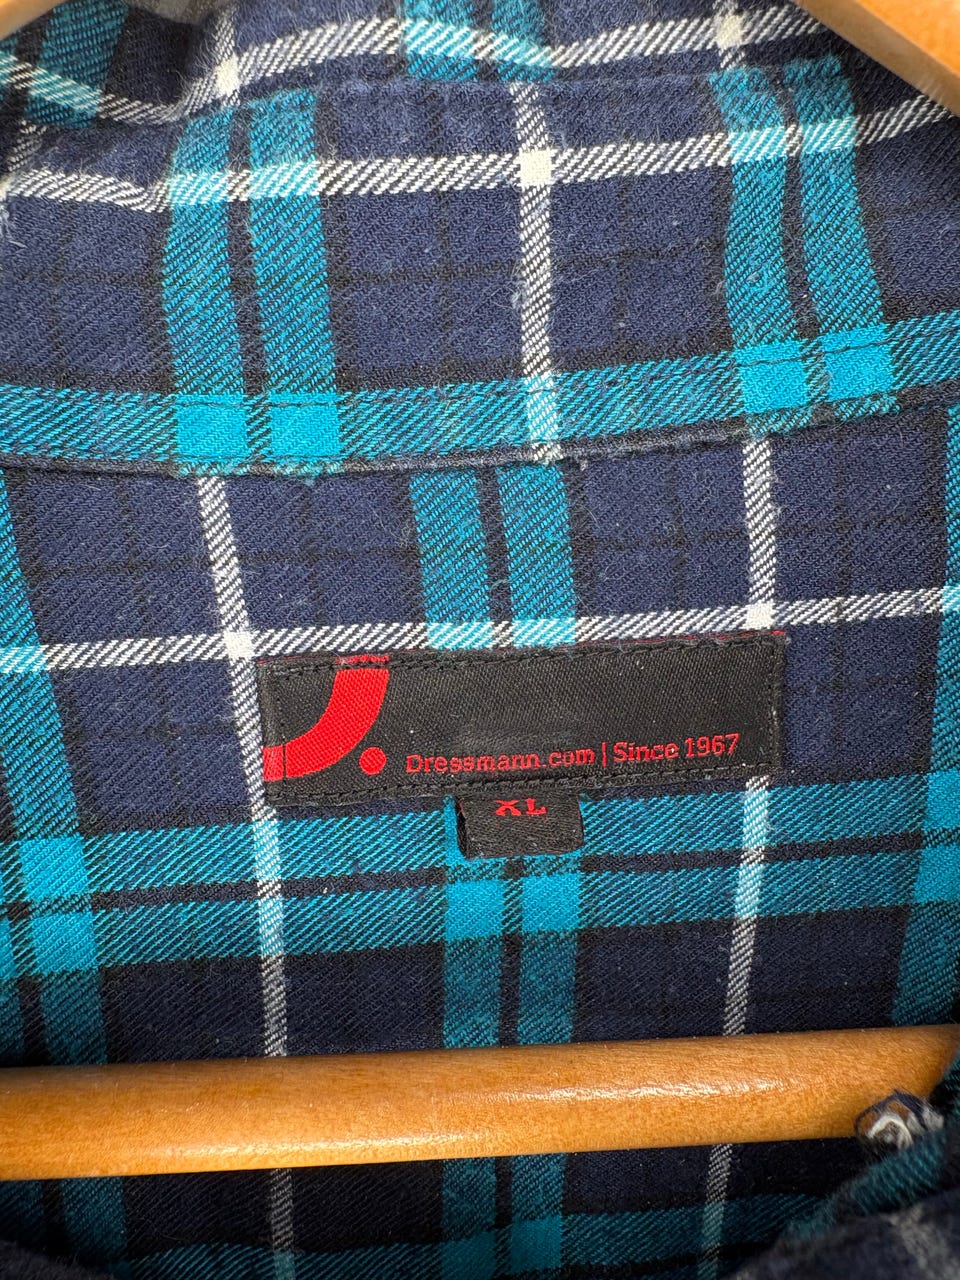 Dressmann.com | Since 1967
XL